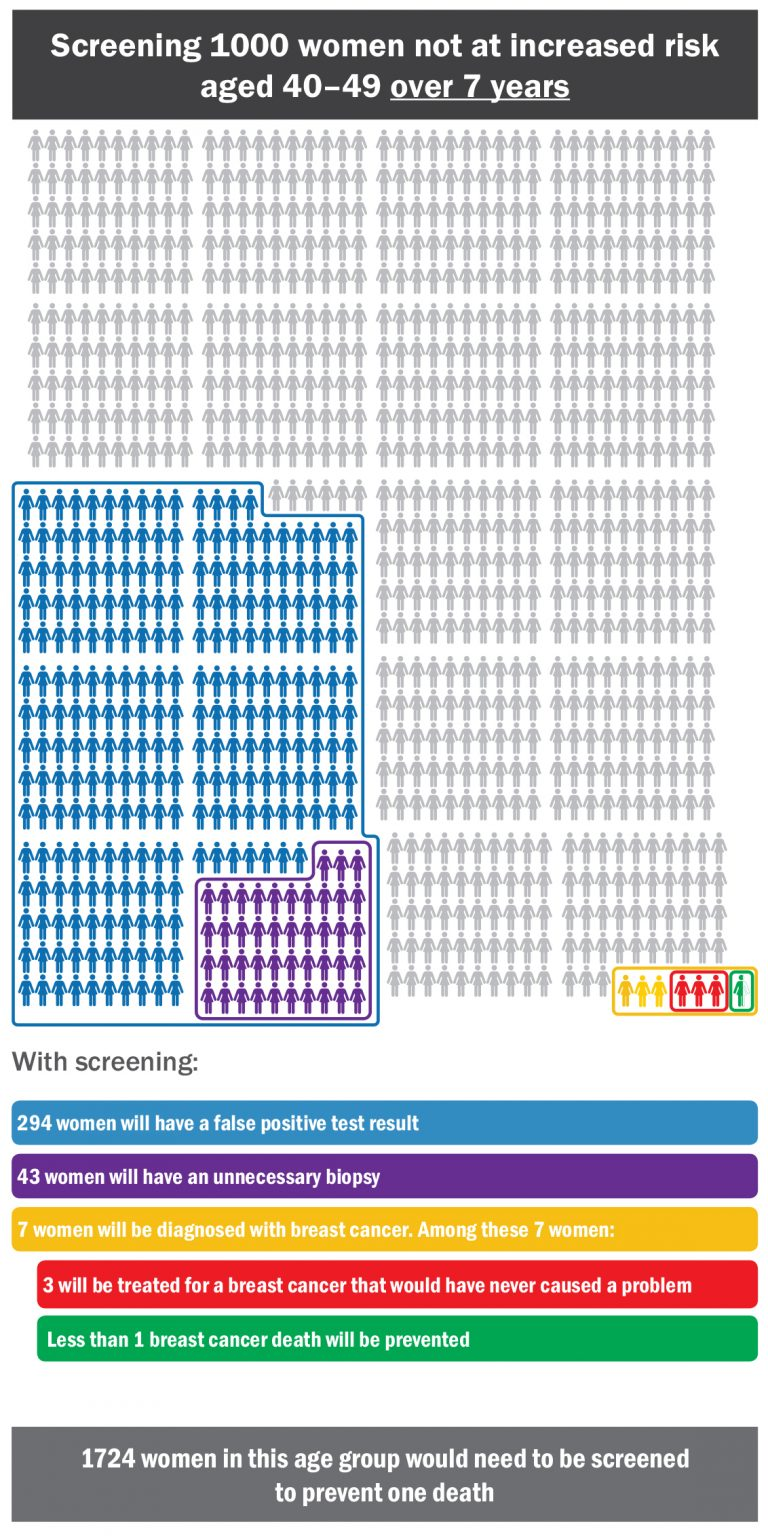 Screening 1000 women not at increased risk
aged 40–49 over 7 years
With screening:
294 women will have a false positive test result
43 women will have an unnecessary biopsy
7 women will be diagnosed with breast cancer. Among these 7 women:
3 will be treated for a breast cancer that would have never caused a problem
Less than 1 breast cancer death will be prevented
1724 women in this age group would need to be screened
to prevent one death